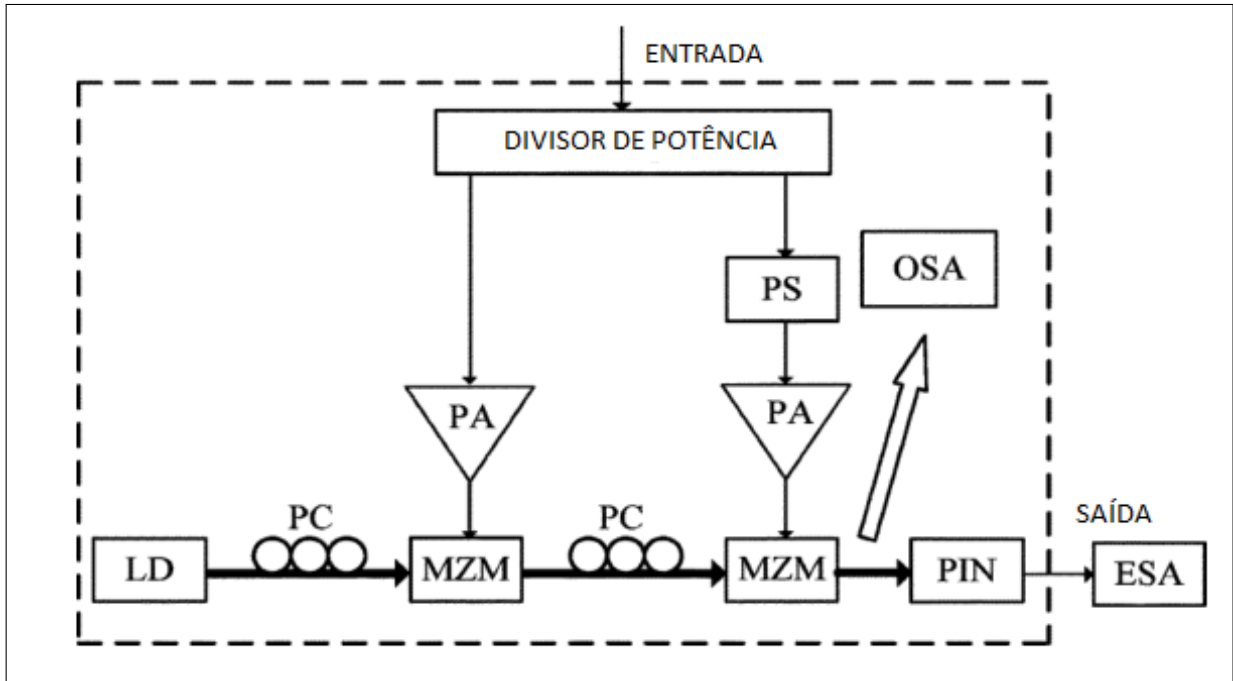 ENTRADA
DIVISOR DE POTÊNCIA
PS
OSA
PA
PA
PC
PC
SAÍDA
LD
MZM
MZM
PIN
ESA